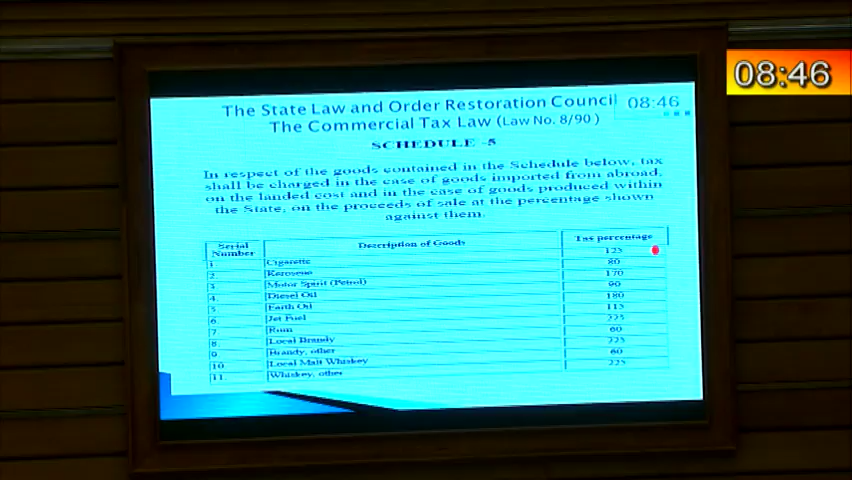 08:46
The State Law and Order Restoration Council 08:46
The Commercial Tax Law (Law No. 8/90 )
SCHEDULE -5
In respect of the goods contained in the Schedule below, tax
shall be charged in the case of goods imported from abroad,
on the landed cost and in the case of goods produced within
the State, on the proceeds of sale at the percentage shown
against them.
Serial Number Description of Goods Tax percentage
1. Cigarette 125
2. Kerosene 80
3. Motor Spirit (Petrol) 170
4. Diesel Oil 90
5. Earth Oil 180
6. Jet Fuel 115
7. Rum 225
8. Local Brandy 60
9. Brandy, other 225
10. Local Malt Whiskey 60
11. Whiskey, other 225